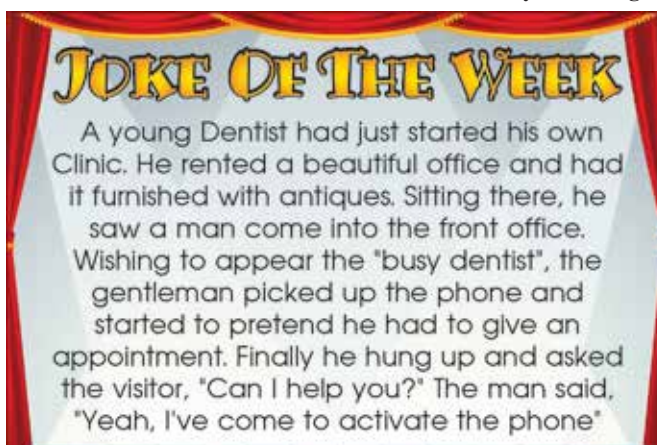 JOKE OF THE WEEK
A young Dentist had just started his own
Clinic. He rented a beautiful office and had
it furnished with antiques. Sitting there, he
saw a man come into the front office.
Wishing to appear the "busy dentist", the
gentleman picked up the phone and
started to pretend he had to give an
appointment. Finally he hung up and asked
the visitor, "Can I help you?" The man said,
"Yeah, I've come to activate the phone"